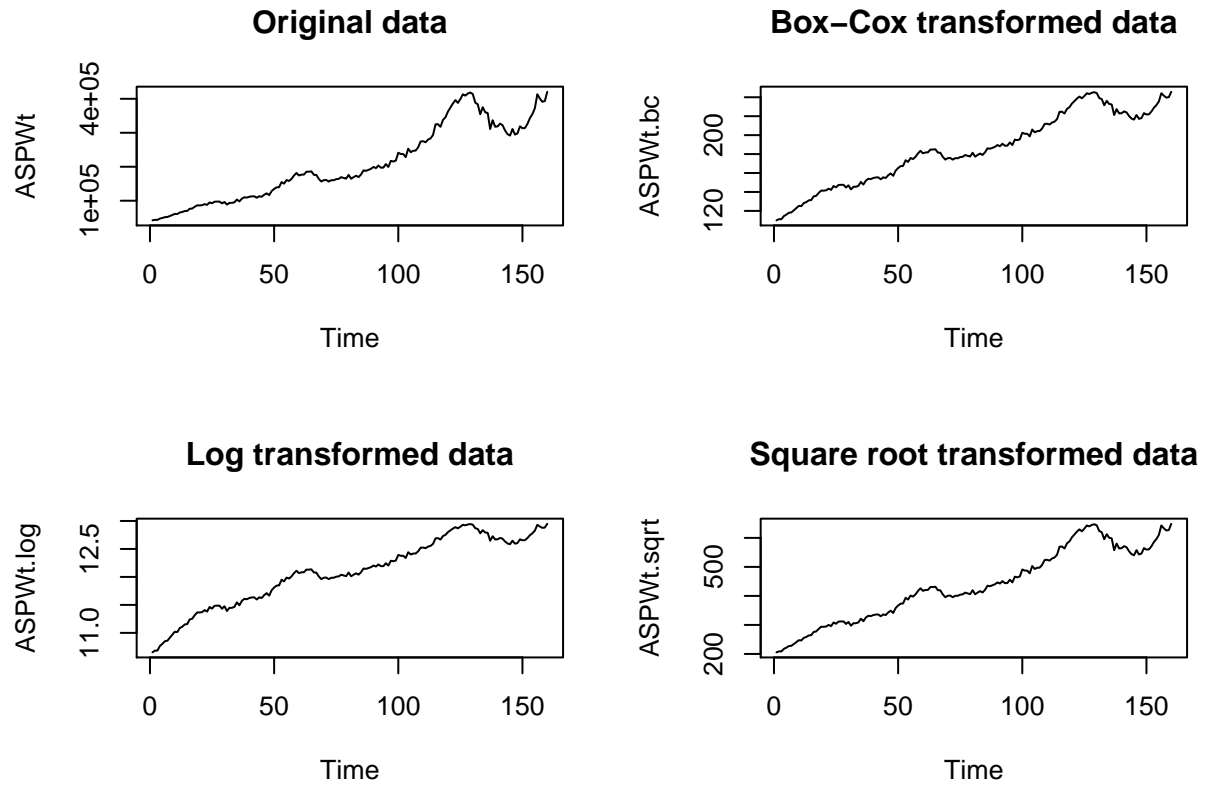 Original data
ASPWt
4e+05
1e+05
0 50 100 150
Time
Box−Cox transformed data
ASPWt.bc
200
120
0 50 100 150
Time
Log transformed data
ASPWt.log
12.5
11.0
0 50 100 150
Time
Square root transformed data
ASPWt.sqrt
500
200
0 50 100 150
Time